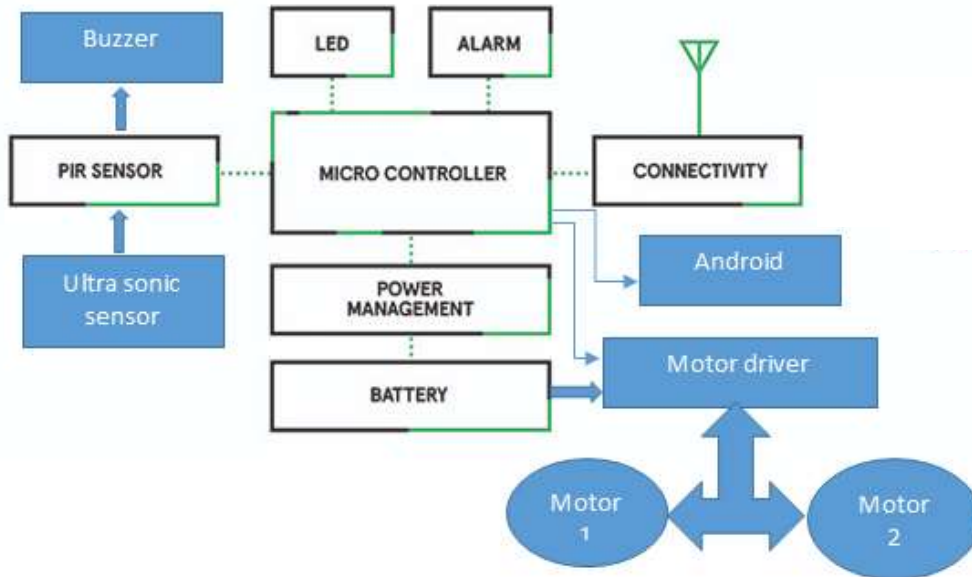 Buzzer
LED
ALARM
PIR SENSOR
MICRO CONTROLLER
CONNECTIVITY
Ultra sonic
sensor
POWER
MANAGEMENT
Android
BATTERY
Motor driver
Motor
1
Motor
2